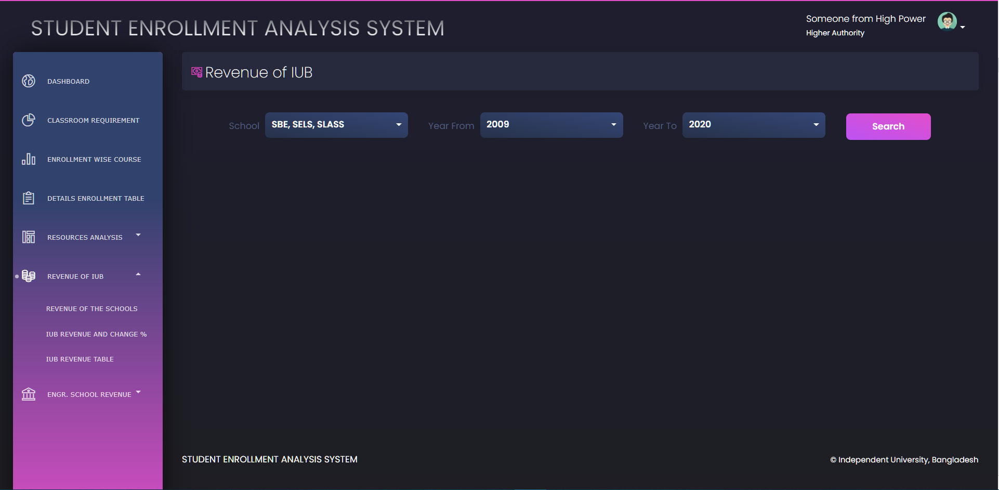 STUDENT ENROLLMENT ANALYSIS SYSTEM
Someone from High Power
Higher Authority
DASHBOARD
CLASSROOM REQUIREMENT
ENROLLMENT WISE COURSE
DETAILS ENROLLMENT TABLE
RESOURCES ANALYSIS
REVENUE OF IUB
REVENUE OF THE SCHOOLS
IUB REVENUE AND CHANGE %
IUB REVENUE TABLE
ENGR. SCHOOL REVENUE
Revenue of IUB
School SBE, SELS, SLASS Year From 2009 Year To 2020 Search
STUDENT ENROLLMENT ANALYSIS SYSTEM
© Independent University, Bangladesh